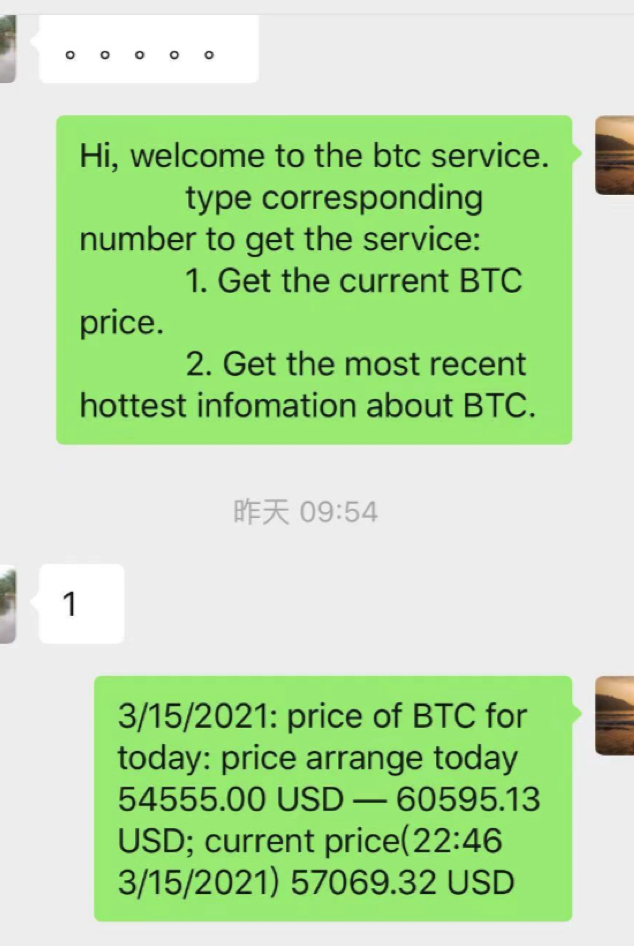 。。。。。
Hi, welcome to the btc service.
type corresponding
number to get the service:
1. Get the current BTC
price.
2. Get the most recent
hottest infomation about BTC.
昨天 09:54
1
3/15/2021: price of BTC for
today: price arrange today
54555.00 USD — 60595.13
USD; current price(22:46
3/15/2021) 57069.32 USD